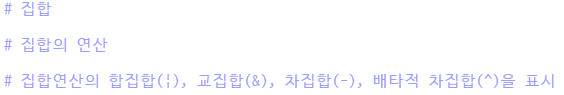 # 집합
# 집합의 연산
# 집합연산의 합집합(¦), 교집합(&), 차집합(-), 배타적 차집합(^)을 표시